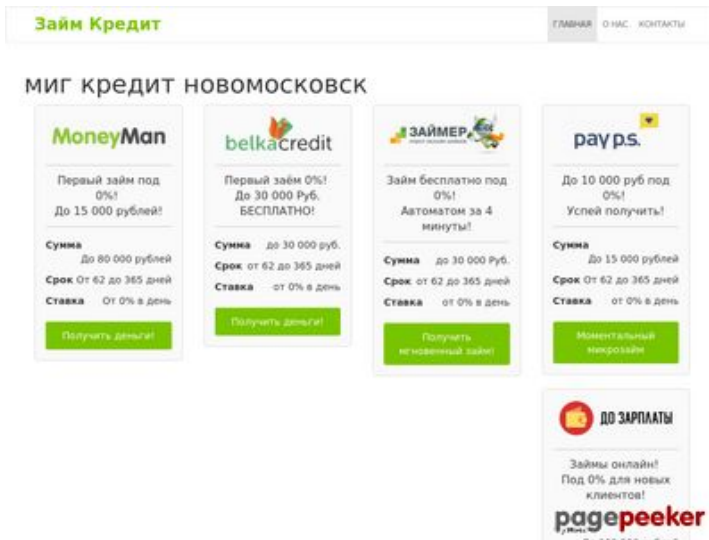 Займ Кредит
ГЛАВНАЯ О НАС КОНТАКТЫ
миг кредит новомосковск
MoneyMan
Первый займ под
0%!
До 15 000 рублей!
Сумма
До 80 000 рублей
Срок От 62 до 365 дней
Ставка От 0% в день
Получить деньги!
belkacredit
Первый заём 0%!
До 30 000 Руб.
БЕСПЛАТНО!
Сумма до 30 000 руб.
Срок от 62 до 365 дней
Ставка от 0% в день
Получить деньги!
ЗАЙМЕР
Займ бесплатно под
0%!
Автоматом за 4
минуты!
Сумма до 30 000 Руб.
Срок от 62 до 365 дней
Ставка от 0% в день
Получить
мгновенный займ!
pay p.s.
До 10 000 руб под
0%!
Успей получить!
Сумма
До 15 000 рублей
Срок От 62 до 365 дней
Ставка От 0% в день
Моментальный
микрозайм
ДО ЗАРПЛАТЫ
Займы онлайн!
Под 0% для новых
клиентов!
pagepeeker